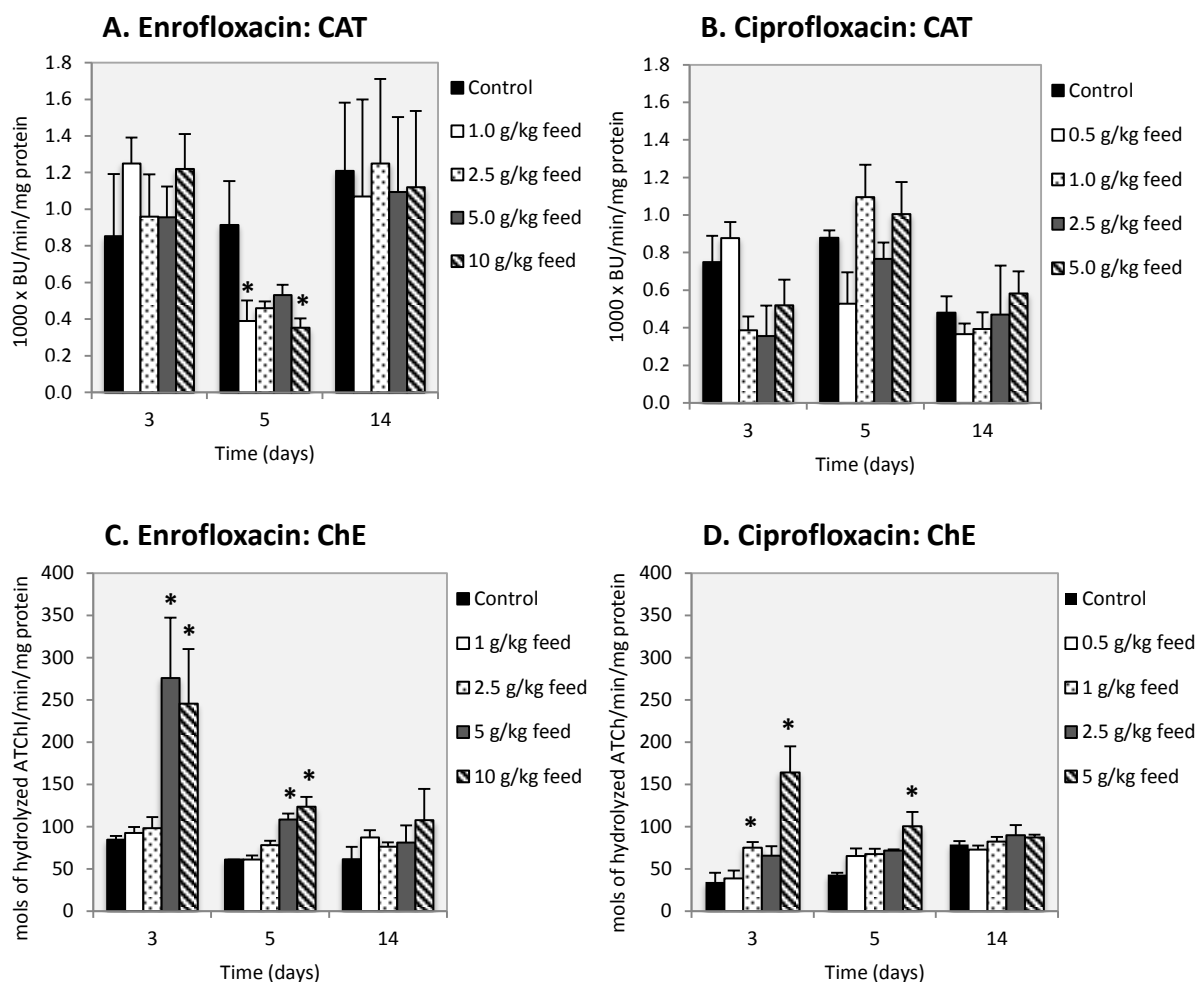 A. Enrofloxacin: CAT
1000 x BU/min/mg protein
1.8
1.6
1.4
1.2
1.0
0.8
0.6
0.4
0.2
0.0
* *
3 5 14
Time (days)
Control
1.0 g/kg feed
2.5 g/kg feed
5.0 g/kg feed
10 g/kg feed
B. Ciprofloxacin: CAT
1000 x BU/min/mg protein
1.8
1.6
1.4
1.2
1.0
0.8
0.6
0.4
0.2
0.0
3 5 14
Time (days)
Control
0.5 g/kg feed
1.0 g/kg feed
2.5 g/kg feed
5.0 g/kg feed
C. Enrofloxacin: ChE
mols of hydrolyzed ATChI/min/mg protein
400
350
300
250
200
150
100
50
0
* * * *
3 5 14
Time (days)
Control
1 g/kg feed
2.5 g/kg feed
5 g/kg feed
10 g/kg feed
D. Ciprofloxacin: ChE
mols of hydrolyzed ATCh/min/mg protein
400
350
300
250
200
150
100
50
0
* * *
3 5 14
Time (days)
Control
0.5 g/kg feed
1 g/kg feed
2.5 g/kg feed
5 g/kg feed